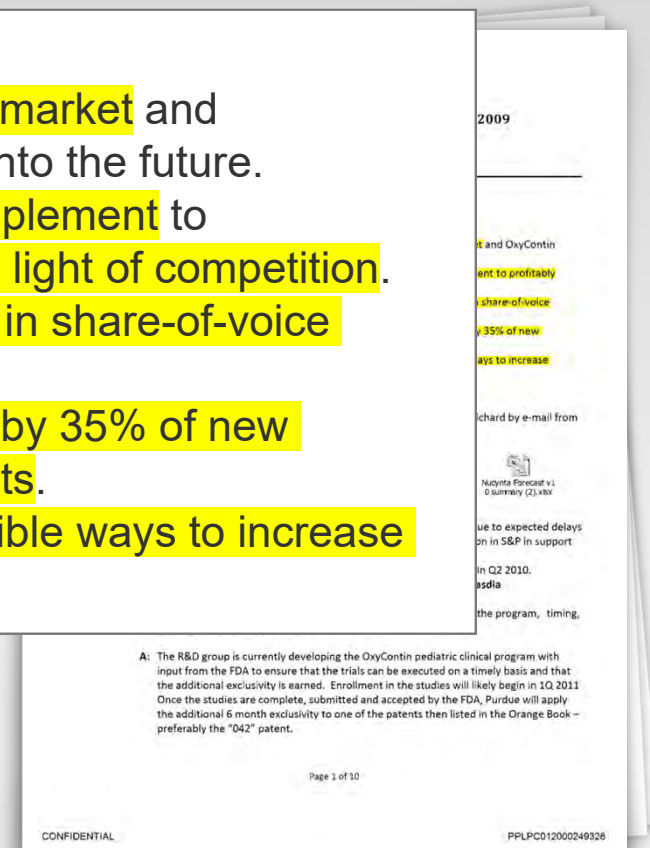 market and
nto the future.
plement to
light of competition.
in share-of-voice
by 35% of new
ts.
ible ways to increase
2009
t and OxyContin
ent to profitably
share-of-voice
y 35% of new
ays to increase
ichard by e-mail from
Nucynta Forecast v1
0 summary (2).xlsx
ue to expected delays
on in S&P in support
in Q2 2010.
asdia
the program, timing,
A: The R&D group is currently developing the OxyContin pediatric clinical program with
input from the FDA to ensure that the trials can be executed on a timely basis and that
the additional exclusivity is earned. Enrollment in the studies will likely begin in 1Q 2011
Once the studies are complete, submitted and accepted by the FDA, Purdue will apply
the additional 6 month exclusivity to one of the patents then listed in the Orange Book –
preferably the "042" patent.
Page 1 of 10
CONFIDENTIAL
PPLPC012000249328